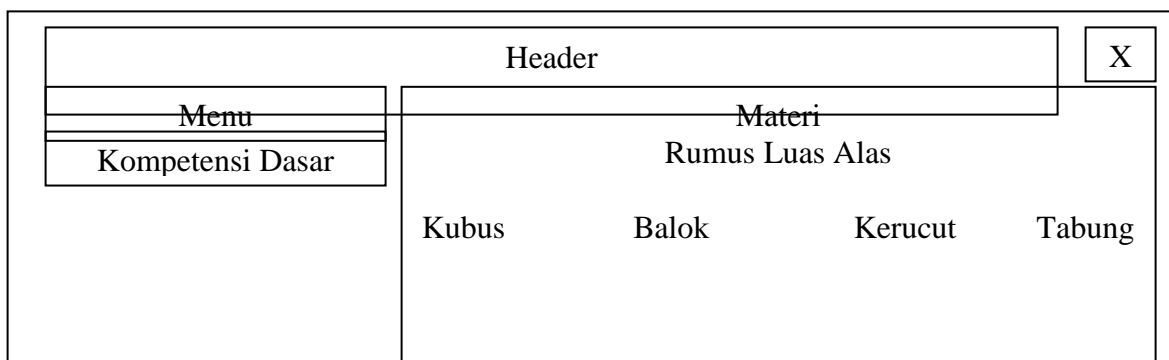 Header
X
Menu
Kompetensi Dasar
Materi
Rumus Luas Alas
Kubus Balok Kerucut Tabung